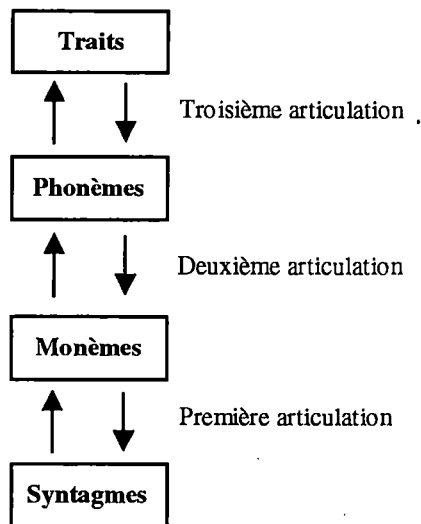 Traits
Troisième articulation
Phonèmes
Deuxième articulation
Monèmes
Première articulation
Syntagmes